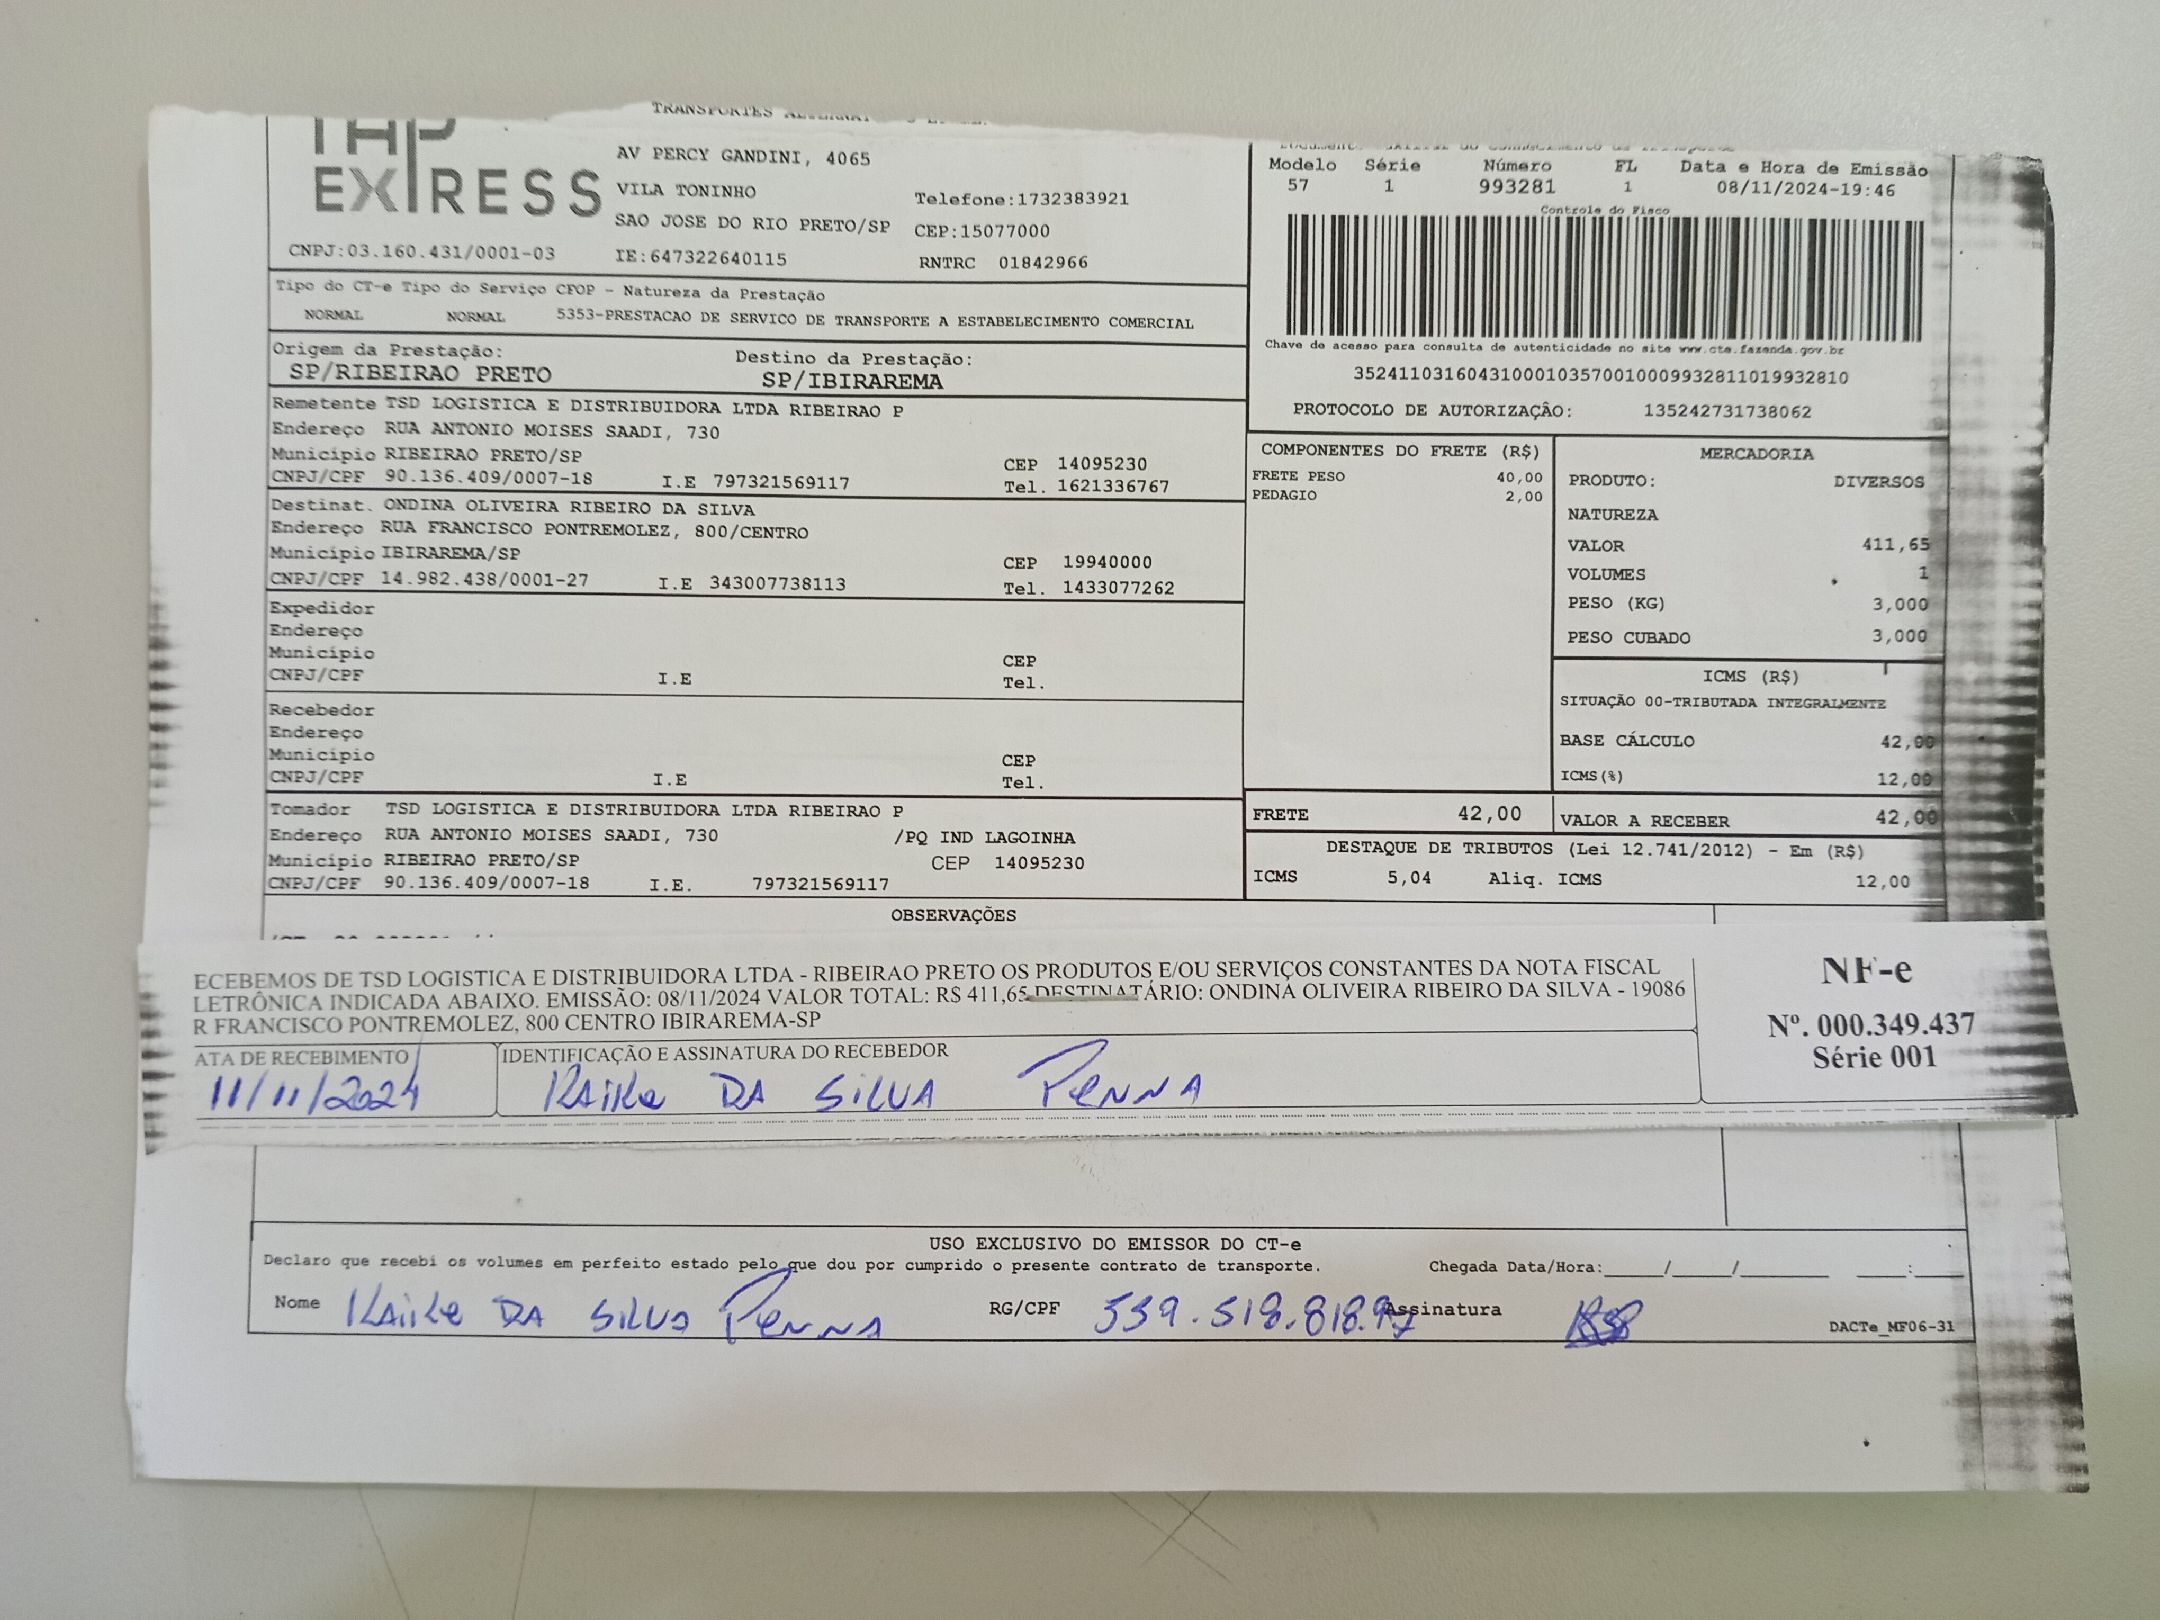 TRANSPORTES
TAP
EXPRESS
AV PERCY GANDINI, 4065
VILA TONINHO
Telefone:1732383921
SAO JOSE DO RIO PRETO/SP CEP:15077000
CNPJ:03.160.431/0001-03 IE:647322640115 RNTRC 01842966
Modelo Série Número FL Data e Hora de Emissão
57 1 993281 1 08/11/2024-19:46
Controle do Fisco
Chave de acesso para consulta de autenticidade no site www.cte.fazenda.gov.br
35241103160431000103570010009932811019932810
PROTOCOLO DE AUTORIZAÇÃO: 135242731738062
Tipo do CT-e Tipo do Serviço CFOP - Natureza da Prestação
NORMAL NORMAL 5353-PRESTACAO DE SERVICO DE TRANSPORTE A ESTABELECIMENTO COMERCIAL
Origem da Prestação: Destino da Prestação:
SP/RIBEIRAO PRETO SP/IBIRAREMA
Remetente TSD LOGISTICA E DISTRIBUIDORA LTDA RIBEIRAO P
Endereço RUA ANTONIO MOISES SAADI, 730
Município RIBEIRAO PRETO/SP CEP 14095230
CNPJ/CPF 90.136.409/0007-18 I.E 797321569117 Tel. 1621336767
Destinat. ONDINA OLIVEIRA RIBEIRO DA SILVA
Endereço RUA FRANCISCO PONTREMOLEZ, 800/CENTRO
Município IBIRAREMA/SP CEP 19940000
CNPJ/CPF 14.982.438/0001-27 I.E 343007738113 Tel. 1433077262
Expedidor
Endereço
Município CEP
CNPJ/CPF I.E Tel.
Recebedor
Endereço
Município CEP
CNPJ/CPF I.E Tel.
Tomador TSD LOGISTICA E DISTRIBUIDORA LTDA RIBEIRAO P
Endereço RUA ANTONIO MOISES SAADI, 730 /PQ IND LAGOINHA
Município RIBEIRAO PRETO/SP CEP 14095230
CNPJ/CPF 90.136.409/0007-18 I.E. 797321569117
COMPONENTES DO FRETE (R$)
FRETE PESO 40,00
PEDAGIO 2,00
MERCADORIA
PRODUTO: DIVERSOS
NATUREZA
VALOR 411,65
VOLUMES 1
PESO (KG) 3,000
PESO CUBADO 3,000
ICMS (R$)
SITUAÇÃO 00-TRIBUTADA INTEGRALMENTE
BASE CÁLCULO 42,00
ICMS(%) 12,00
FRETE 42,00 VALOR A RECEBER 42,00
DESTAQUE DE TRIBUTOS (Lei 12.741/2012) - Em (R$)
ICMS 5,04 Aliq. ICMS 12,00
OBSERVAÇÕES
ECEBEMOS DE TSD LOGISTICA E DISTRIBUIDORA LTDA - RIBEIRAO PRETO OS PRODUTOS E/OU SERVIÇOS CONSTANTES DA NOTA FISCAL
LETRÔNICA INDICADA ABAIXO. EMISSÃO: 08/11/2024 VALOR TOTAL: R$ 411,65 DESTINATÁRIO: ONDINA OLIVEIRA RIBEIRO DA SILVA - 19086
R FRANCISCO PONTREMOLEZ, 800 CENTRO IBIRAREMA-SP
ATA DE RECEBIMENTO IDENTIFICAÇÃO E ASSINATURA DO RECEBEDOR
11/11/2024 KAIKe DA SiLVA PeNNA
NF-e
Nº. 000.349.437
Série 001
USO EXCLUSIVO DO EMISSOR DO CT-e
Declaro que recebi os volumes em perfeito estado pelo que dou por cumprido o presente contrato de transporte. Chegada Data/Hora:_____/_____/_______ ____:____
Nome KAiKe DA SiLVA PeNNA RG/CPF 539.518.818.97 Assinatura
DACTe_MF06-31